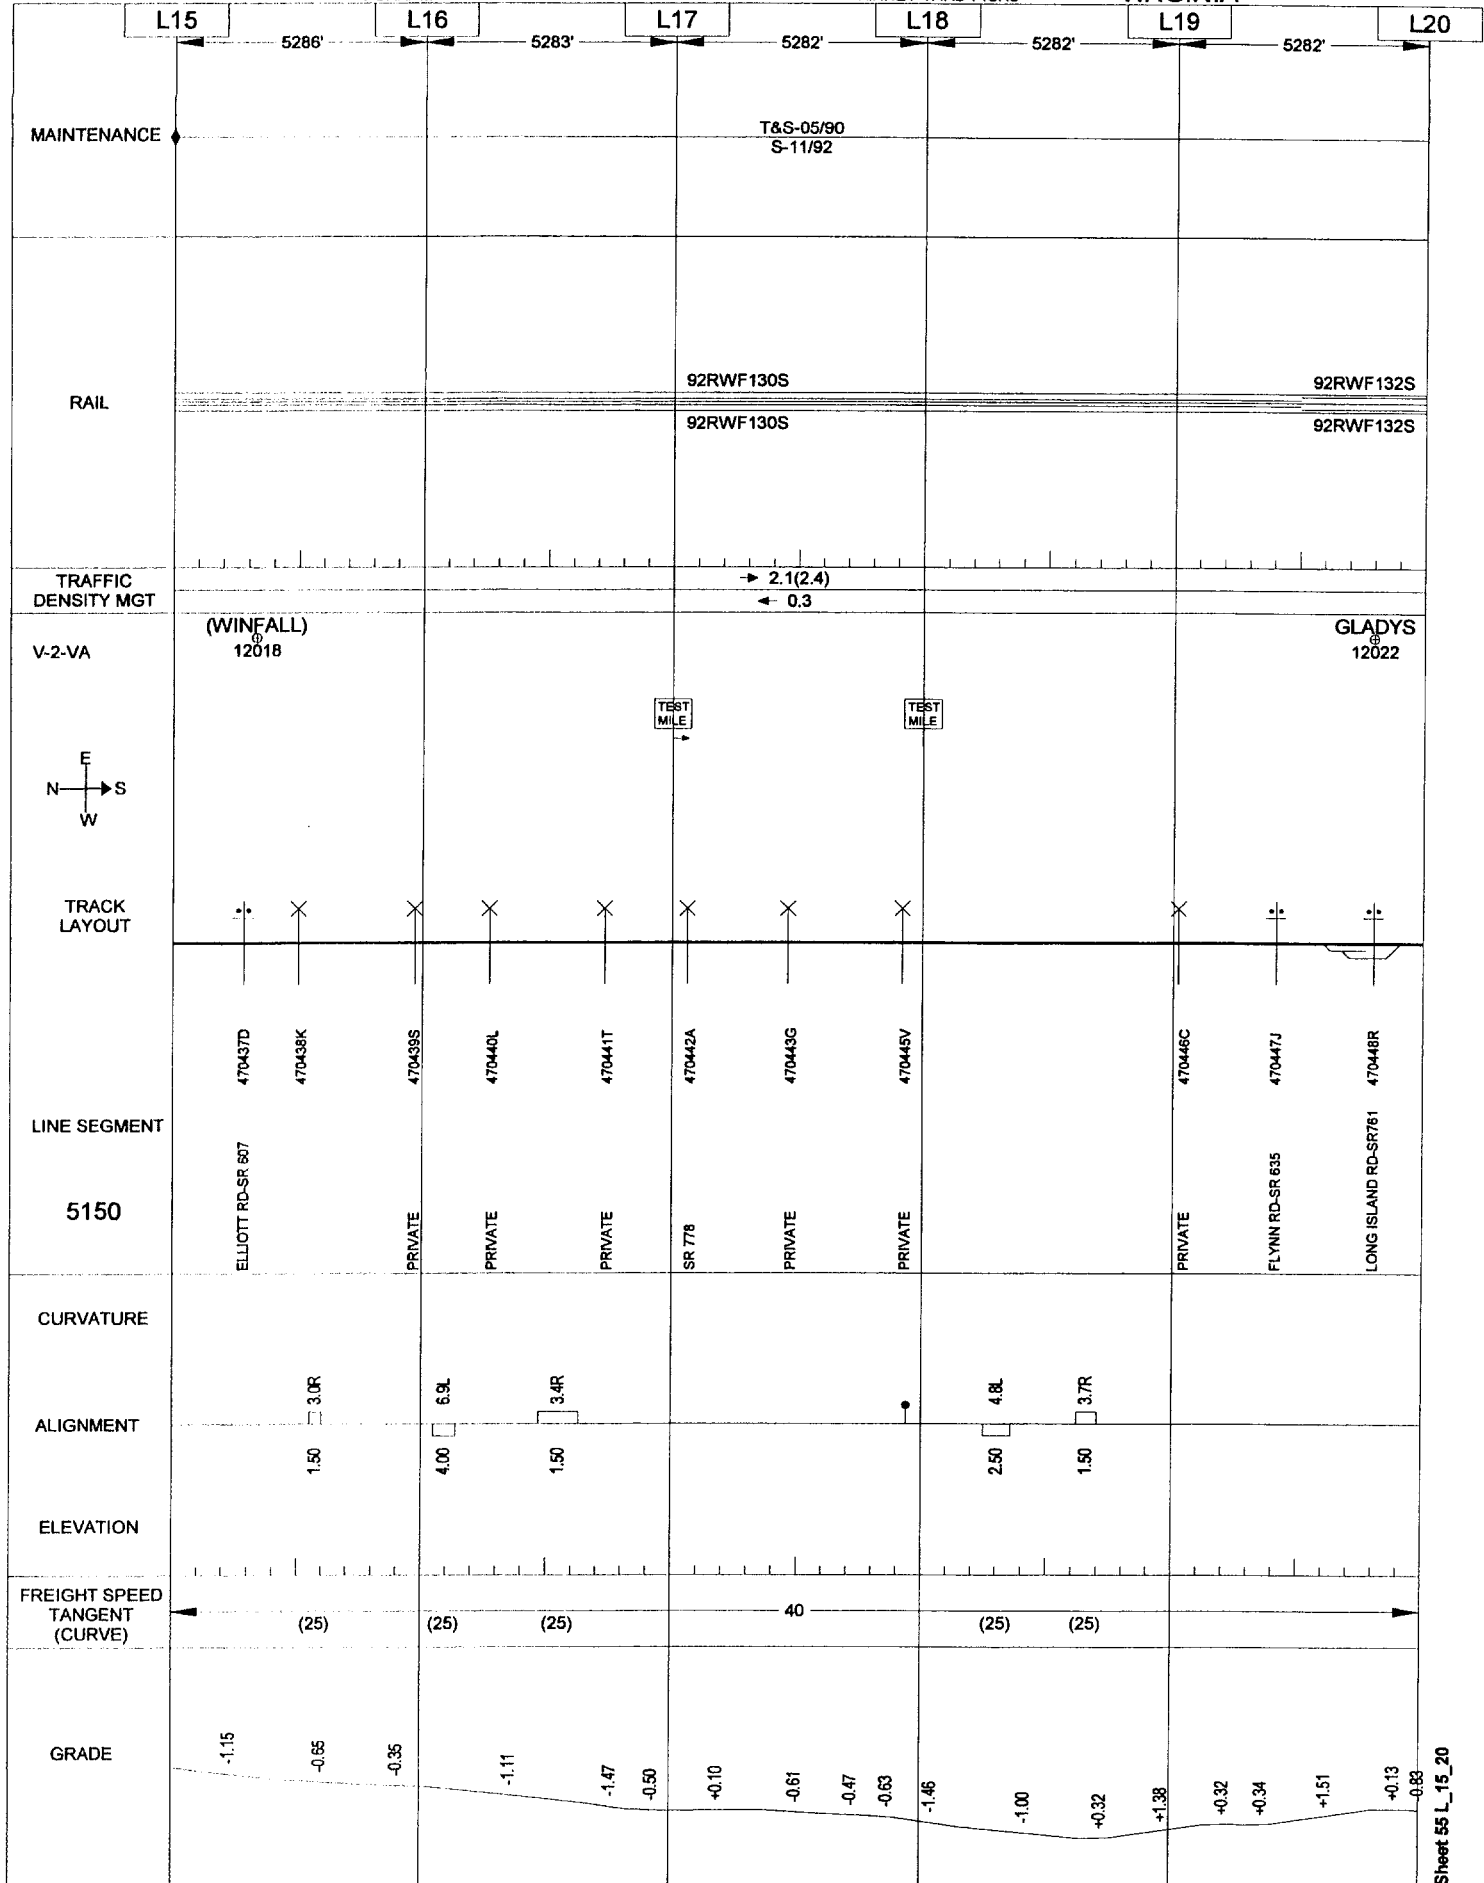 L15 L16 L17 L18 L19 L20
5286' 5283' 5282' 5282' 5282'
MAINTENANCE
T&S-05/90
S-11/92
RAIL
92RWF130S 92RWF132S
92RWF130S 92RWF132S
TRAFFIC
DENSITY MGT
2.1(2.4)
0.3
V-2-VA
(WINFALL)
12018
GLADYS
12022
TEST
MILE
TEST
MILE
E
N S
W
TRACK
LAYOUT
470437D
470438K
470439S
470440L
470441T
470442A
470443G
470445V
470446C
470447J
470448R
LINE SEGMENT
5150
ELLIOTT RD-SR 607
PRIVATE
PRIVATE
PRIVATE
SR 778
PRIVATE
PRIVATE
PRIVATE
FLYNN RD-SR 635
LONG ISLAND RD-SR761
CURVATURE
3.0R 6.9L 3.4R 4.8L 3.7R
ALIGNMENT
1.50 4.00 1.50 2.50 1.50
ELEVATION
FREIGHT SPEED
TANGENT
(CURVE)
40
(25) (25) (25) (25) (25)
GRADE
-1.15 -0.65 -0.35 -1.11 -1.47 -0.50 +0.10 -0.61 -0.47 -0.63 -1.46 -1.00 +0.32 +1.38 +0.32 +0.34 +1.51 +0.13 -0.83
Sheet 55 L_15_20